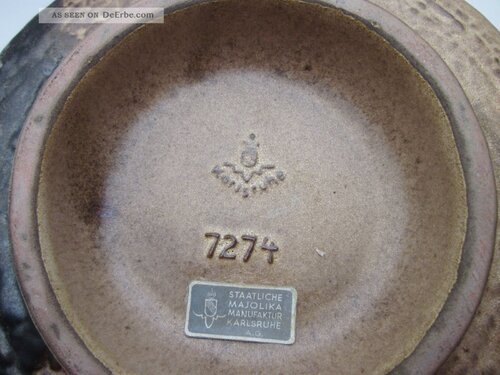 AS SEEN ON DeErbe.com
Karlsruhe
7274
STAATLICHE
MAJOLIKA
MANUFAKTUR
KARLSRUHE
A.G.